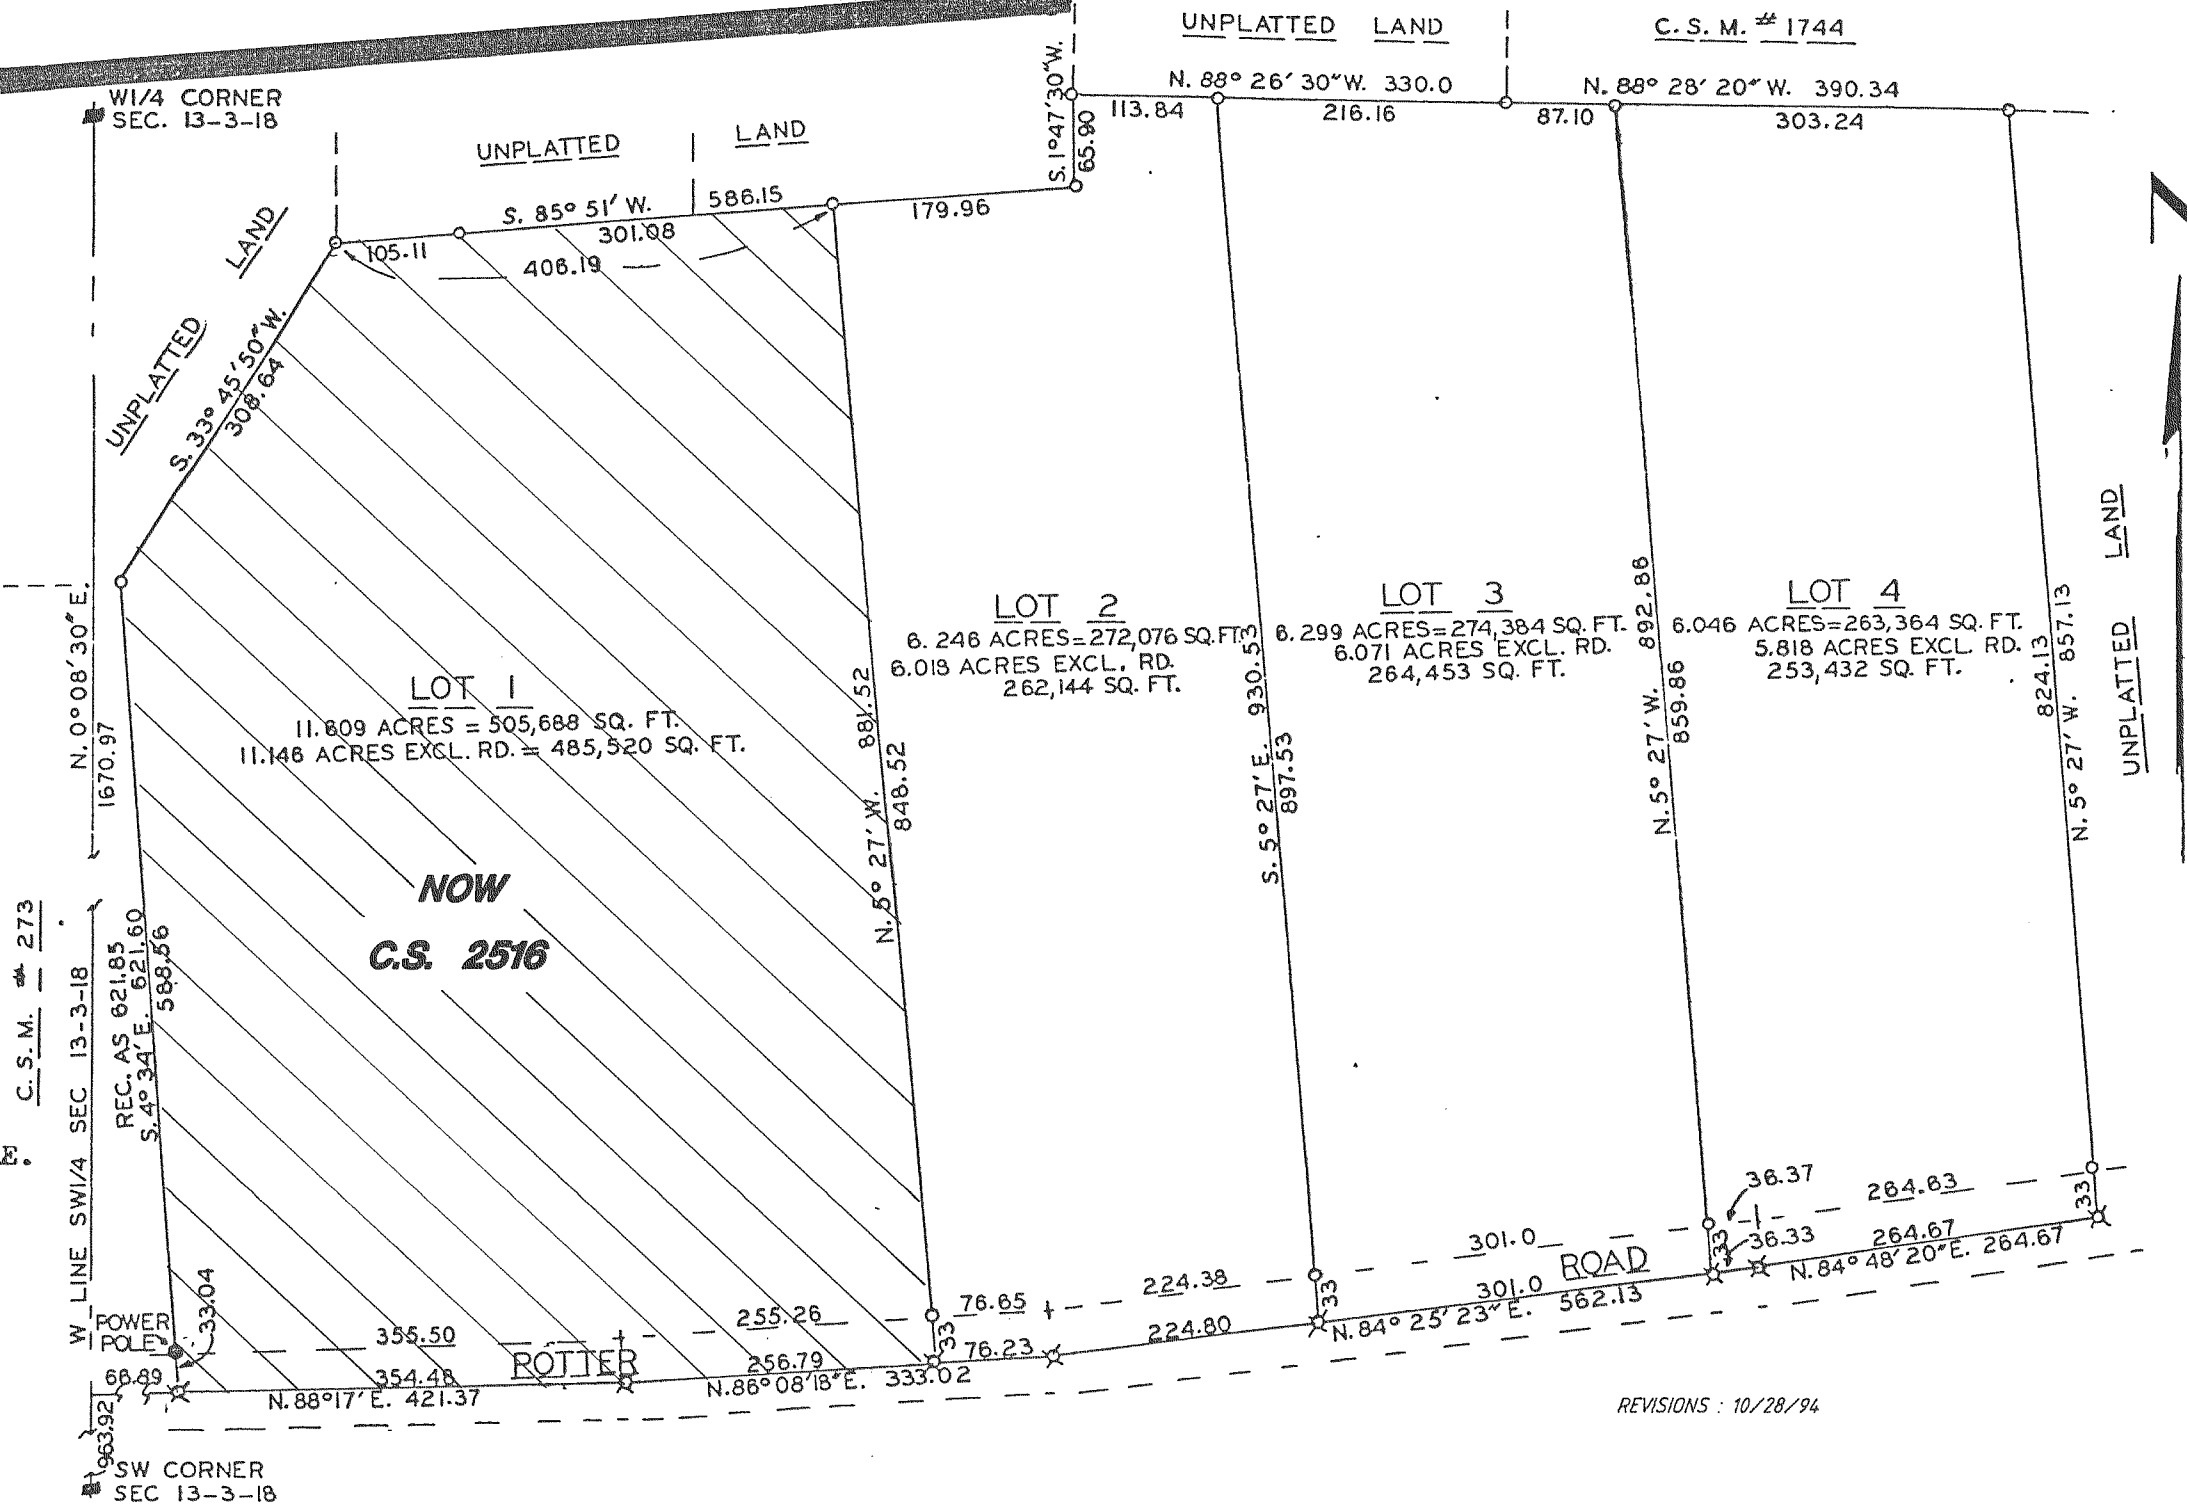 UNPLATTED LAND
C. S. M. # 1744
W1/4 CORNER
SEC. 13-3-18
UNPLATTED LAND
UNPLATTED LAND
N. 88° 26' 30" W. 330.0
113.84
216.16
N. 88° 28' 20" W. 390.34
87.10
303.24
S. 1° 47' 30" W.
65.90
S. 85° 51' W. 586.15
105.11
301.08
406.19
179.96
S. 33° 45' 50" W.
308.64
N. 0° 08' 30" E.
1670.97
LOT 1
11.609 ACRES = 505,688 SQ. FT.
11.146 ACRES EXCL. RD. = 485,520 SQ. FT.
NOW
C.S. 2516
LOT 2
6.246 ACRES=272,076 SQ.FT.
6.018 ACRES EXCL. RD.
262,144 SQ. FT.
LOT 3
6.299 ACRES=274,384 SQ. FT.
6.071 ACRES EXCL. RD.
264,453 SQ. FT.
LOT 4
6.046 ACRES=263,364 SQ. FT.
5.818 ACRES EXCL. RD.
253,432 SQ. FT.
N. 5° 27' W. 881.52
848.52
S. 5° 27' E. 930.53
897.53
N. 5° 27' W. 892.86
859.86
N. 5° 27' W. 857.13
824.13
UNPLATTED LAND
C. S. M. # 273
E.
W LINE SW1/4 SEC 13-3-18
REC. AS 621.85
S. 4° 34' E. 621.60
588.56
POWER
POLE
33.04
66.89
355.50
354.48
N. 88° 17' E. 421.37
POTTER
255.26
256.79
N. 86° 08' 18" E. 333.02
33
76.65
76.23
224.38
224.80
33
301.0
301.0
ROAD
N. 84° 25' 23" E. 562.13
33
36.37
36.33
264.63
264.67
N. 84° 48' 20" E. 264.67
33
963.92
SW CORNER
SEC 13-3-18
REVISIONS : 10/28/94